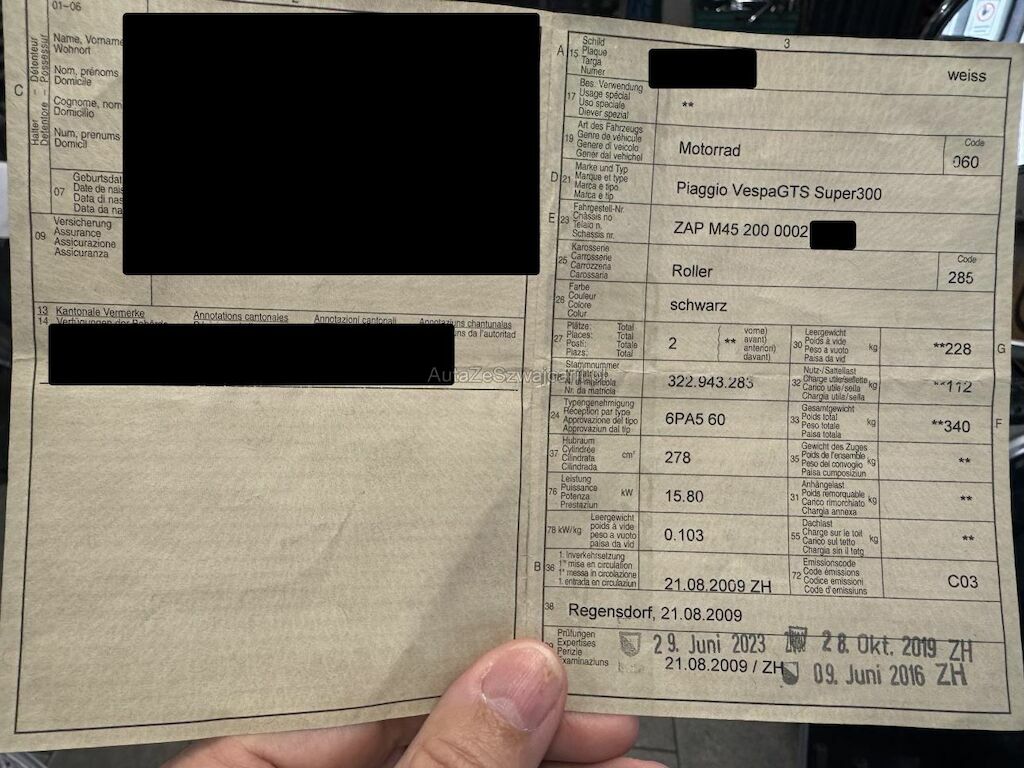 01-06
Name, Vorname
Wohnort
Nom, prénoms
Domicile
Cognome, nom
Domicilio
Num, prenums
Domicil
C
Halter - Détenteur
Detentore - Possessur
07
Geburtsdat
Date de nais
Data di nas
Data da nas
09
Versicherung
Assurance
Assicurazione
Assicuranza
13 Kantonale Vermerke Annotations cantonales Annotazioni cantonali Annotaziuns chantunalas
14
AutaZeSzwajcarii.pl
3
A 15 Schild
Plaque
Targa
Numer
weiss
17 Bes. Verwendung
Usage spécial
Uso speciale
Diever spezial
**
19 Art des Fahrzeugs
Genre de véhicule
Genere di veicolo
Gener dal vehichel
Motorrad
Code
060
D 21 Marke und Typ
Marque et type
Marca e tipo
Marca e tip
Piaggio VespaGTS Super300
E 23 Fahrgestell-Nr.
Châssis no
Telaio n.
Schassis nr.
ZAP M45 200 0002
25 Karosserie
Carrosserie
Carrozzeria
Carossaria
Roller
Code
285
26 Farbe
Couleur
Colore
Colur
schwarz
27 Plätze: Total
Places: Total
Posti: Totale
Plazs: Total
2
** vorne)
avant)
anteriori)
davant)
30 Leergewicht
Poids à vide
Peso a vuoto
Paisa da vid
kg
**228
G
Stammnummer
Nr. da matricla
322.943.283
32 Nutz-/Sattellast
Charge utile/sellette
Carico utile/sella
Chargia utila/sella
kg
**112
24 Typengenehmigung
Réception par type
Approvazione del tipo
Approvaziun dal tip
6PA5 60
33 Gesamtgewicht
Poids total
Peso totale
Paisa totala
kg
**340
F
37 Hubraum
Cylindrée
Cilindrata
Cilindrada
cm³
278
35 Gewicht des Zuges
Poids de l'ensemble
Peso del convoglio
Paisa cumposiziun
kg
**
76 Leistung
Puissance
Potenza
Prestaziun
kW
15.80
31 Anhängelast
Poids remorquable
Carico rimorchiato
Chargia annexa
kg
**
78 kW/kg Leergewicht
poids à vide
peso a vuoto
paisa da vid
0.103
55 Dachlast
Charge sur le toit
Carico sul tetto
Chargia sin il tetg
kg
**
B 36 1. Inverkehrsetzung
1re mise en circulation
1a messa in circolazione
1. entrada en circulaziun
21.08.2009 ZH
72 Emissionscode
Code émissions
Codice emissioni
Code d'emissiuns
C03
38 Regensdorf, 21.08.2009
39 Prüfungen
Expertises
Perizie
Examinaziuns
29. Juni 2023
28. Okt. 2019 ZH
21.08.2009 / ZH
09. Juni 2016 ZH